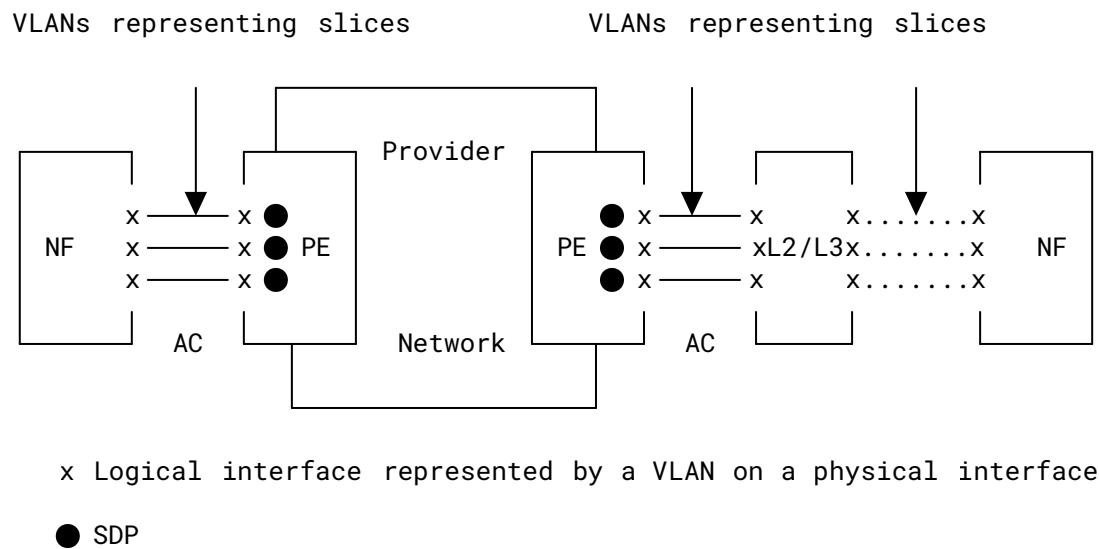 VLANs representing slices VLANs representing slices
Provider
x x x x x.......x
NF x x PE PE x xL2/L3x.......x NF
x x x x x.......x
AC Network AC
x Logical interface represented by a VLAN on a physical interface
SDP